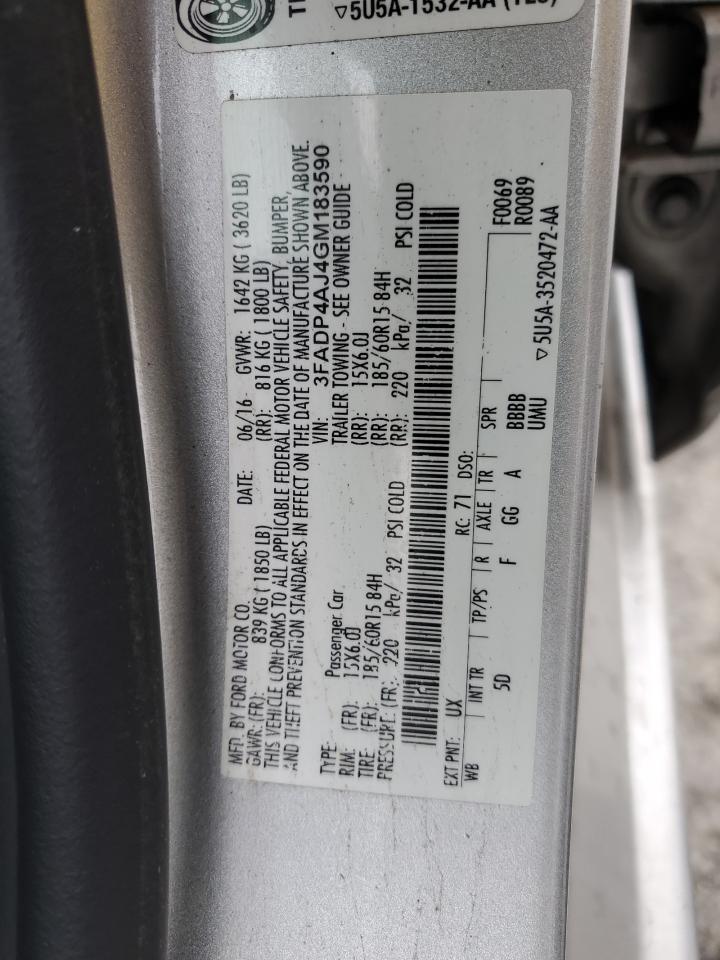 ▽5U5A-1532-AA
MFD. BY FORD MOTOR CO. DATE: 06/16 GVWR: 1642 KG ( 3620 LB)
GAWR: (FR): 839 KG ( 1850 LB) (RR): 816 KG ( 1800 LB)
THIS VEHICLE CONFORMS TO ALL APPLICABLE FEDERAL MOTOR VEHICLE SAFETY, BUMPER,
AND THEFT PREVENTION STANDARDS IN EFFECT ON THE DATE OF MANUFACTURE SHOWN ABOVE.
VIN: 3FADP4AJ4GM183590
TYPE: Passenger Car TRAILER TOWING - SEE OWNER GUIDE
RIM: (FR): 15X6.0J (RR): 15X6.0J
TIRE (FR): 185/60R15 84H (RR): 185/60R15 84H
PRESSURE: (FR): 220 kPa/ 32 PSI COLD (RR): 220 kPa/ 32 PSI COLD
EXT PNT: UX RC: 71 DSO: F0069
R0089
WB INT TR TP/PS R AXLE TR SPR
5D F GG A BBBB
UMU
▽5U5A-3520472-AA